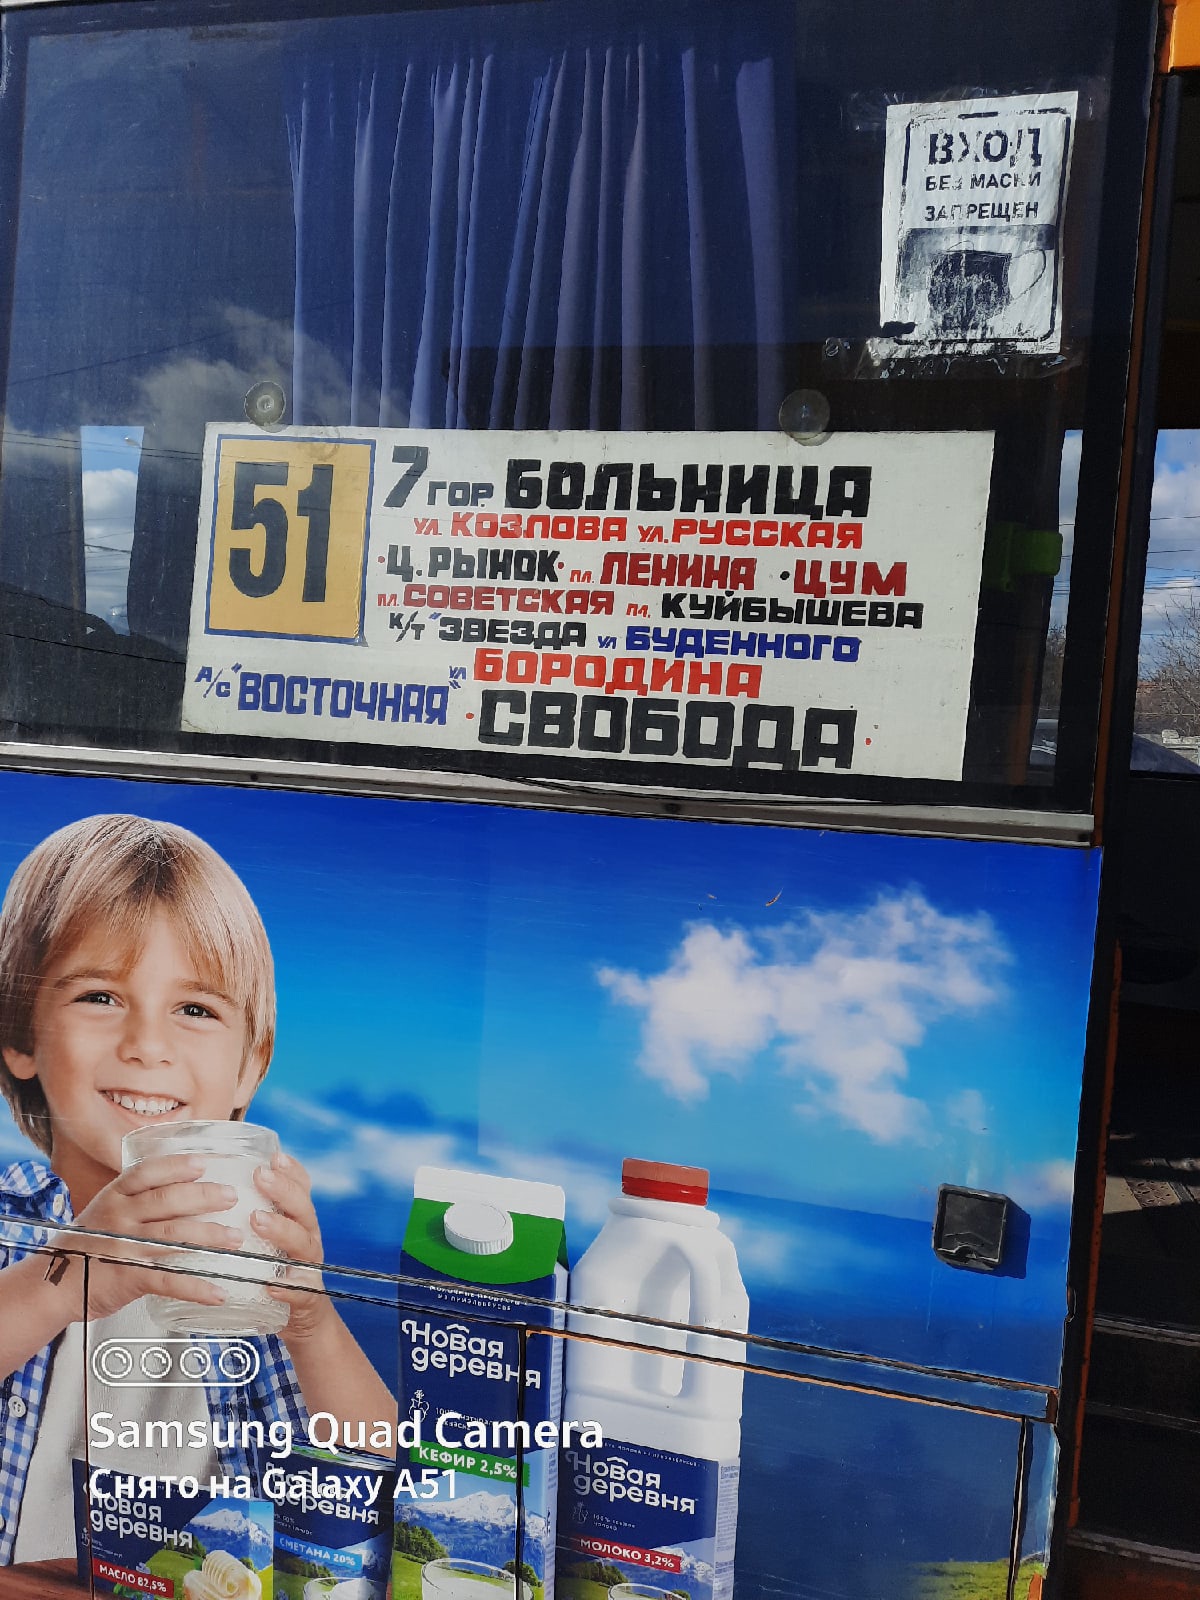 ВХОД
БЕЗ МАСКИ
ЗАПРЕЩЕН
51
7 ГОР. БОЛЬНИЦА
УЛ. КОЗЛОВА УЛ. РУССКАЯ
·Ц. РЫНОК· ПЛ. ЛЕНИНА ·ЦУМ
ПЛ. СОВЕТСКАЯ ПЛ. КУЙБЫШЕВА
К/Т "ЗВЕЗДА УЛ БУДЕННОГО
УЛ БОРОДИНА
А/С "ВОСТОЧНАЯ" ·СВОБОДА·
Новая
деревня
КЕФИР 2,5%
Новая
деревня
МОЛОКО 3,2%
Новая
деревня
МАСЛО 82,5%
деревня
СМЕТАНА 20%
Samsung Quad Camera
Снято на Galaxy A51